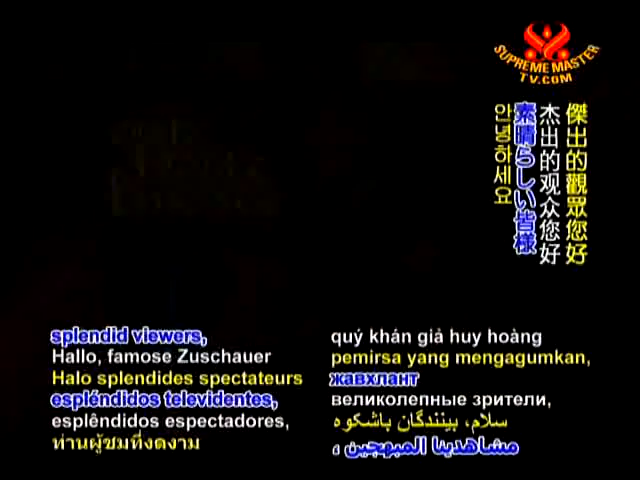 SUPREME MASTER
TV.COM
傑出的觀眾您好
杰出的观众您好
素晴らしい皆様
안녕하세요
splendid viewers,
Hallo, famose Zuschauer
Halo splendides spectateurs
espléndidos televidentes,
esplêndidos espectadores,
ท่านผู้ชมที่งดงาม
quý khán giả huy hoàng
pemirsa yang mengagumkan,
жавхлант
великолепные зрители,
سلام، بینندگان باشکوه
مشاهدينا المبهجين ،